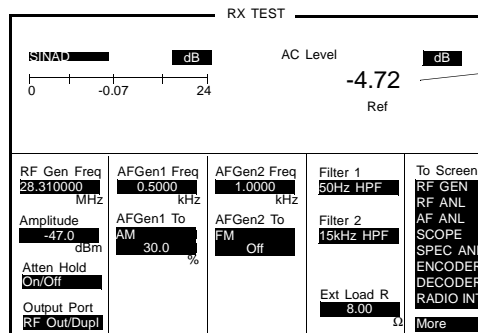 RX TEST
SINAD dB AC Level dB
0 -0.07 24 -4.72
Ref
RF Gen Freq AFGen1 Freq AFGen2 Freq Filter 1 To Screen
28.310000 0.5000 1.0000 50Hz HPF RF GEN
MHz kHz kHz RF ANL
Amplitude AFGen1 To AFGen2 To Filter 2 AF ANL
-47.0 AM FM 15kHz HPF SCOPE
dBm 30.0 Off SPEC ANL
% ENCODER
Atten Hold DECODER
On/Off Ext Load R RADIO INT
Output Port 8.00
RF Out/Dupl Ω More